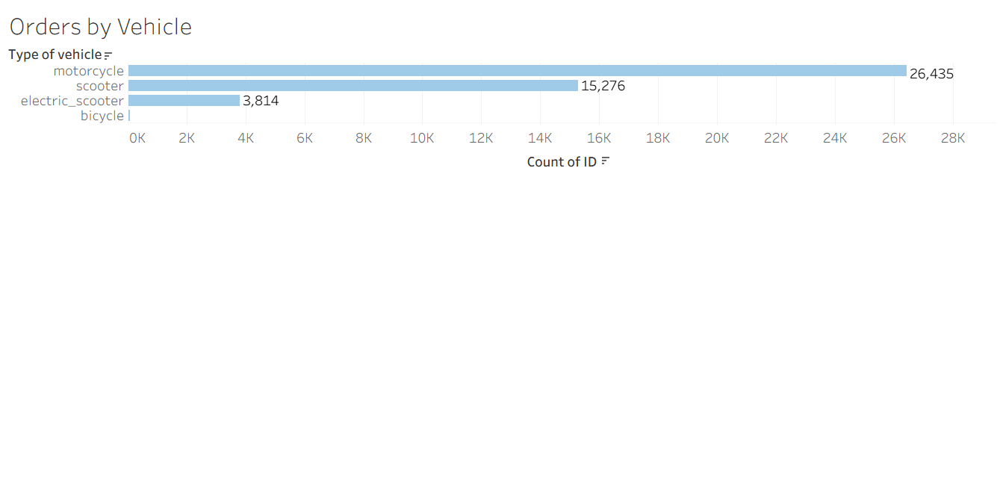 Orders by Vehicle
Type of vehicle
motorcycle 26,435
scooter 15,276
electric_scooter 3,814
bicycle
0K 2K 4K 6K 8K 10K 12K 14K 16K 18K 20K 22K 24K 26K 28K
Count of ID